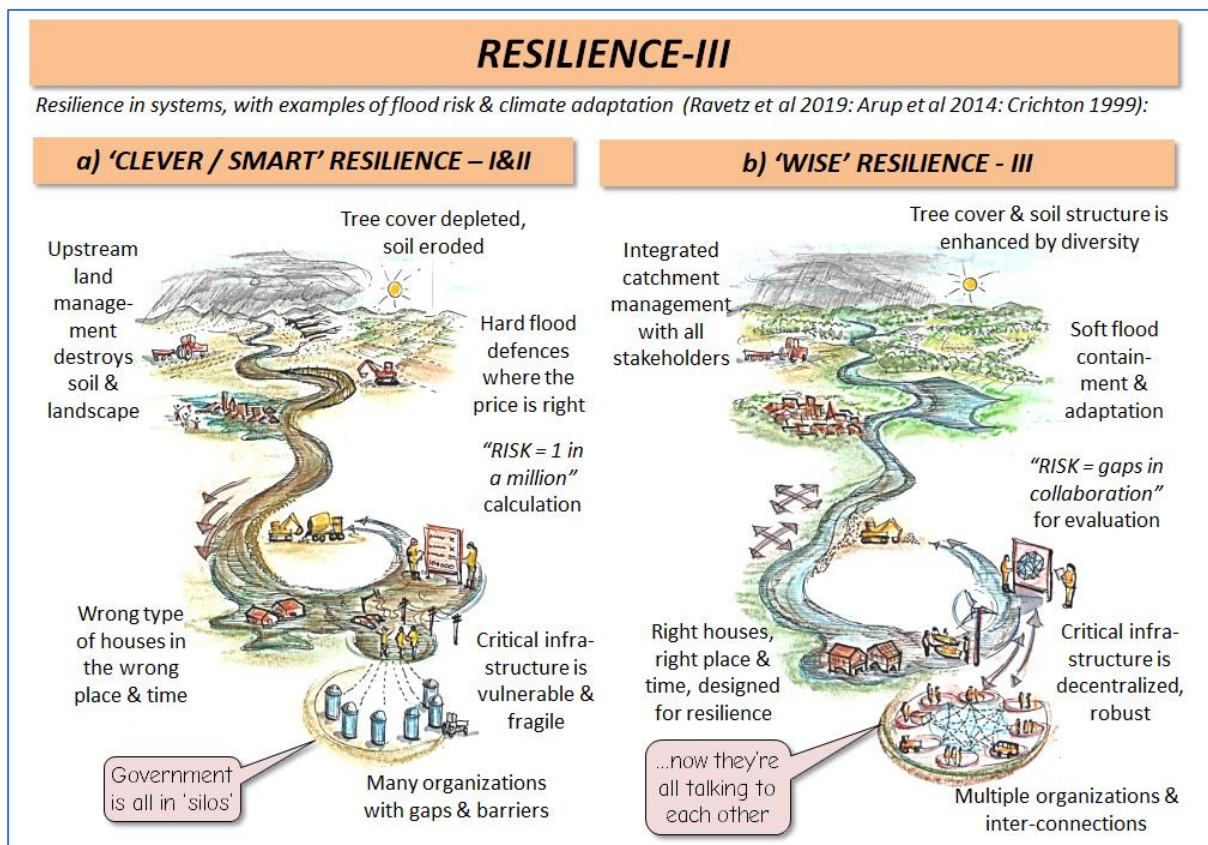 RESILIENCE-III
Resilience in systems, with examples of flood risk & climate adaptation (Ravetz et al 2019: Arup et al 2014: Crichton 1999):
a) ‘CLEVER / SMART’ RESILIENCE – I&II
Tree cover depleted,
soil eroded
Upstream
land
manage-
ment
destroys
soil &
landscape
Hard flood
defences
where the
price is right
“RISK = 1 in
a million”
calculation
Wrong type
of houses in
the wrong
place & time
Critical infra-
structure is
vulnerable &
fragile
Government
is all in ‘silos’
Many organizations
with gaps & barriers
b) ‘WISE’ RESILIENCE - III
Tree cover & soil structure is
enhanced by diversity
Integrated
catchment
management
with all
stakeholders
Soft flood
contain-
ment &
adaptation
“RISK = gaps in
collaboration”
for evaluation
Right houses,
right place &
time, designed
for resilience
Critical infra-
structure is
decentralized,
robust
...now they’re
all talking to
each other
Multiple organizations &
inter-connections